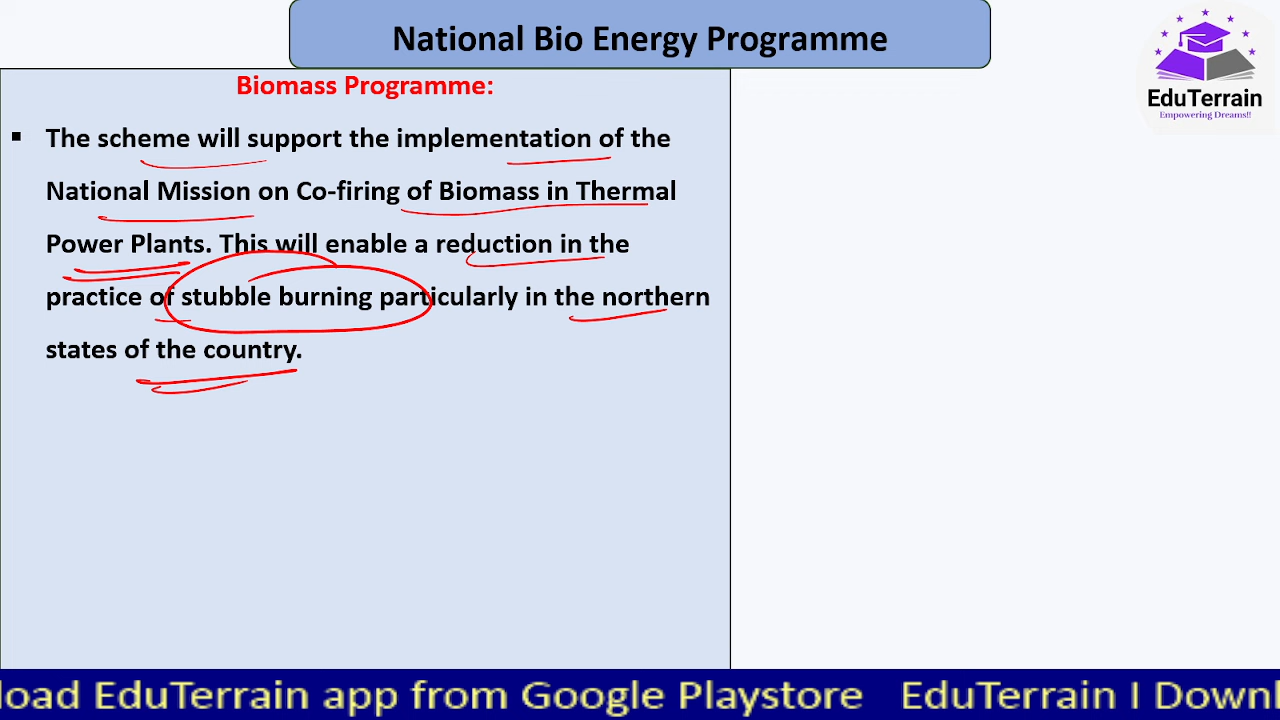 National Bio Energy Programme
EduTerrain
Empowering Dreams!!
Biomass Programme:
▪ The scheme will support the implementation of the
National Mission on Co-firing of Biomass in Thermal
Power Plants. This will enable a reduction in the
practice of stubble burning particularly in the northern
states of the country.
load EduTerrain app from Google Playstore EduTerrain I Downl